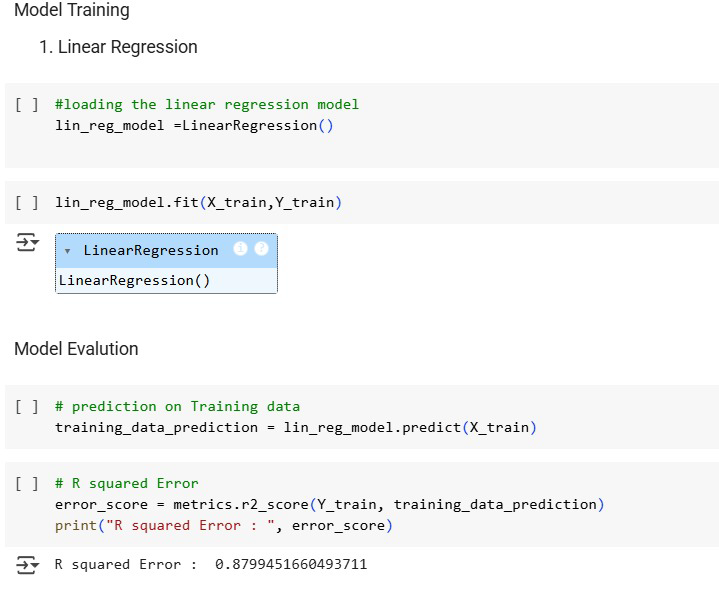 Model Training
1. Linear Regression
[ ] #loading the linear regression model
lin_reg_model =LinearRegression()
[ ] lin_reg_model.fit(X_train,Y_train)
▾ LinearRegression i ?
LinearRegression()
Model Evalution
[ ] # prediction on Training data
training_data_prediction = lin_reg_model.predict(X_train)
[ ] # R squared Error
error_score = metrics.r2_score(Y_train, training_data_prediction)
print("R squared Error : ", error_score)
R squared Error :  0.8799451660493711